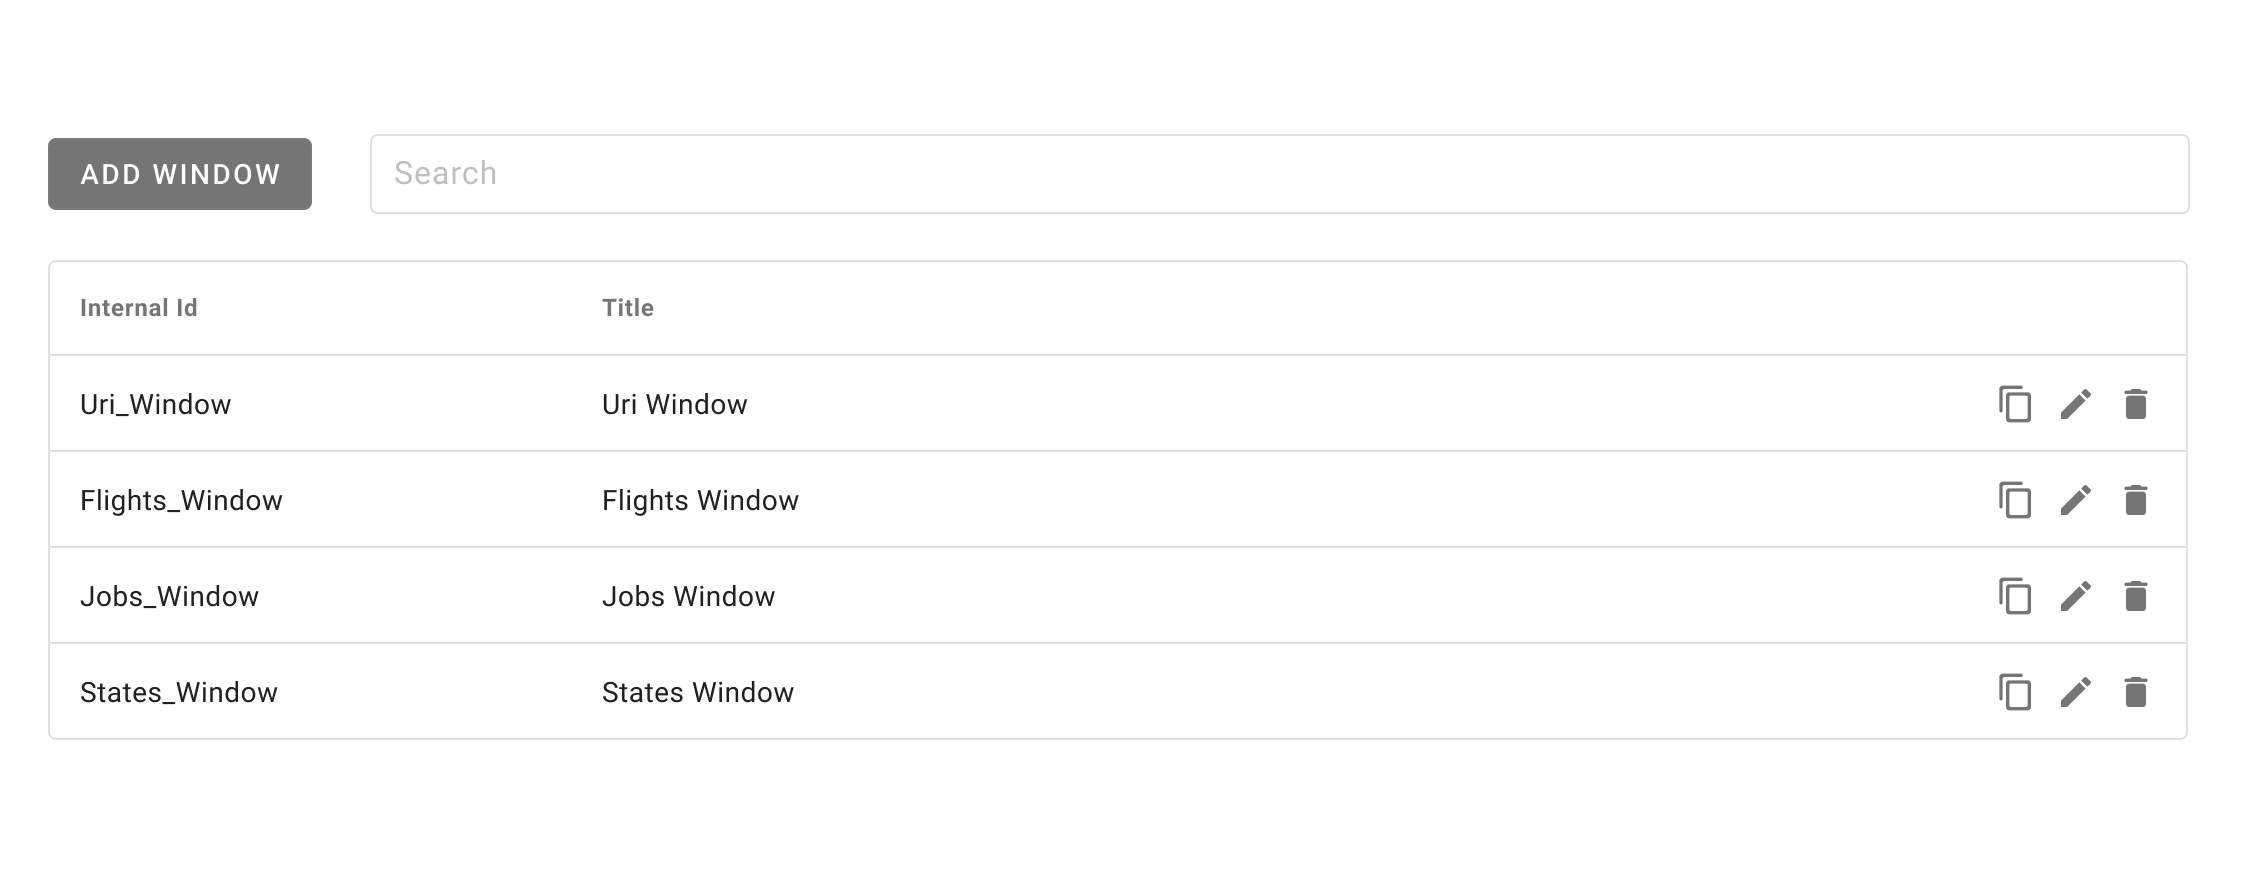 ADD WINDOW
Search
Internal Id Title
Uri_Window Uri Window
Flights_Window Flights Window
Jobs_Window Jobs Window
States_Window States Window